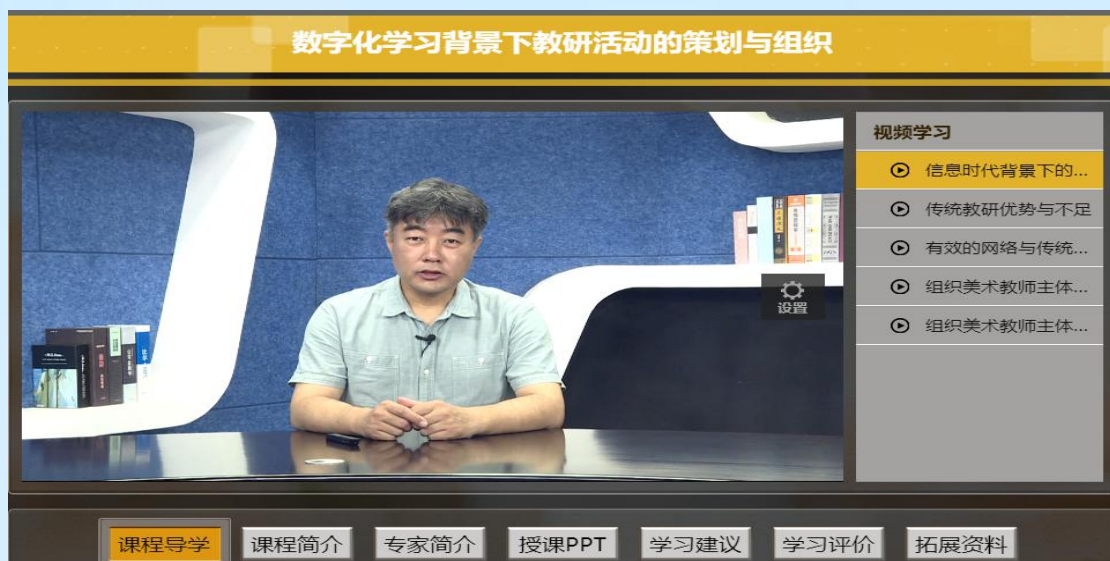 数字化学习背景下教研活动的策划与组织
视频学习
信息时代背景下的...
传统教研优势与不足
有效的网络与传统...
组织美术教师主体...
组织美术教师主体...
设置
课程导学
课程简介
专家简介
授课PPT
学习建议
学习评价
拓展资料